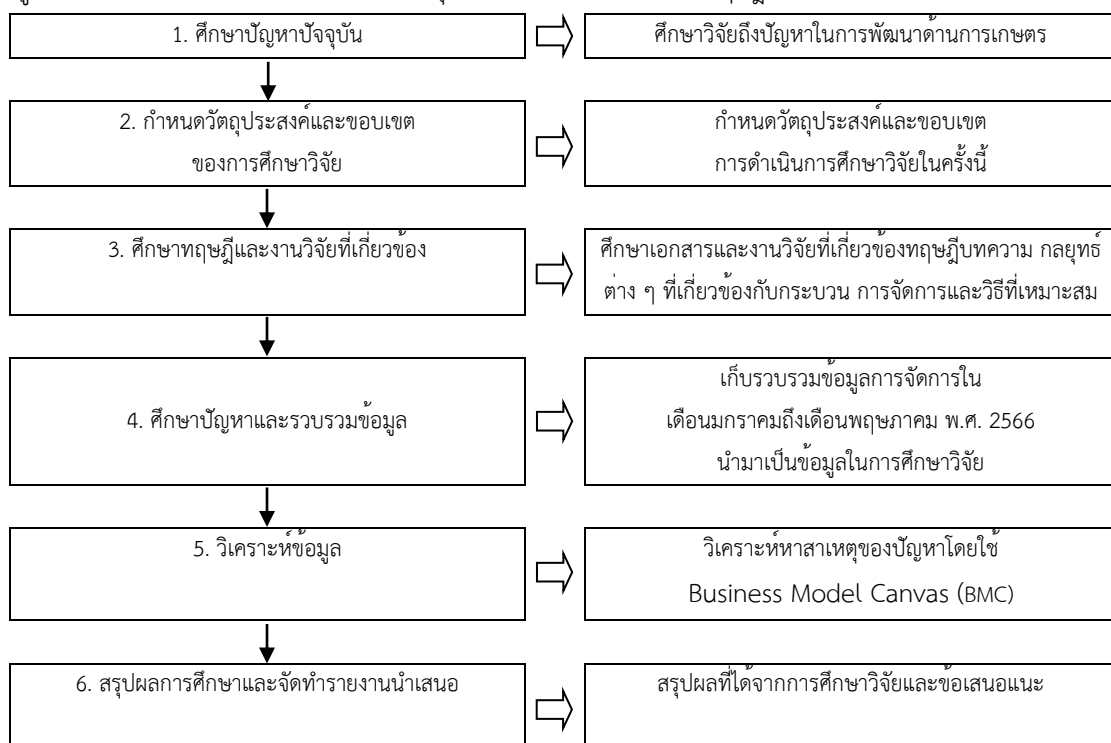 1. ศึกษาปัญหาปัจจุบัน
ศึกษาวิจัยถึงปัญหาในการพัฒนาด้านการเกษตร
2. กำหนดวัตถุประสงค์และขอบเขต
ของการศึกษาวิจัย
กำหนดวัตถุประสงค์และขอบเขต
การดำเนินการศึกษาวิจัยในครั้งนี้
3. ศึกษาทฤษฎีและงานวิจัยที่เกี่ยวข้อง
ศึกษาเอกสารและงานวิจัยที่เกี่ยวข้องทฤษฎีบทความ กลยุทธ์
ต่าง ๆ ที่เกี่ยวข้องกับกระบวน การจัดการและวิธีที่เหมาะสม
4. ศึกษาปัญหาและรวบรวมข้อมูล
เก็บรวบรวมข้อมูลการจัดการใน
เดือนมกราคมถึงเดือนพฤษภาคม พ.ศ. 2566
นำมาเป็นข้อมูลในการศึกษาวิจัย
5. วิเคราะห์ข้อมูล
วิเคราะห์หาสาเหตุของปัญหาโดยใช้
Business Model Canvas (BMC)
6. สรุปผลการศึกษาและจัดทำรายงานนำเสนอ
สรุปผลที่ได้จากการศึกษาวิจัยและข้อเสนอแนะ